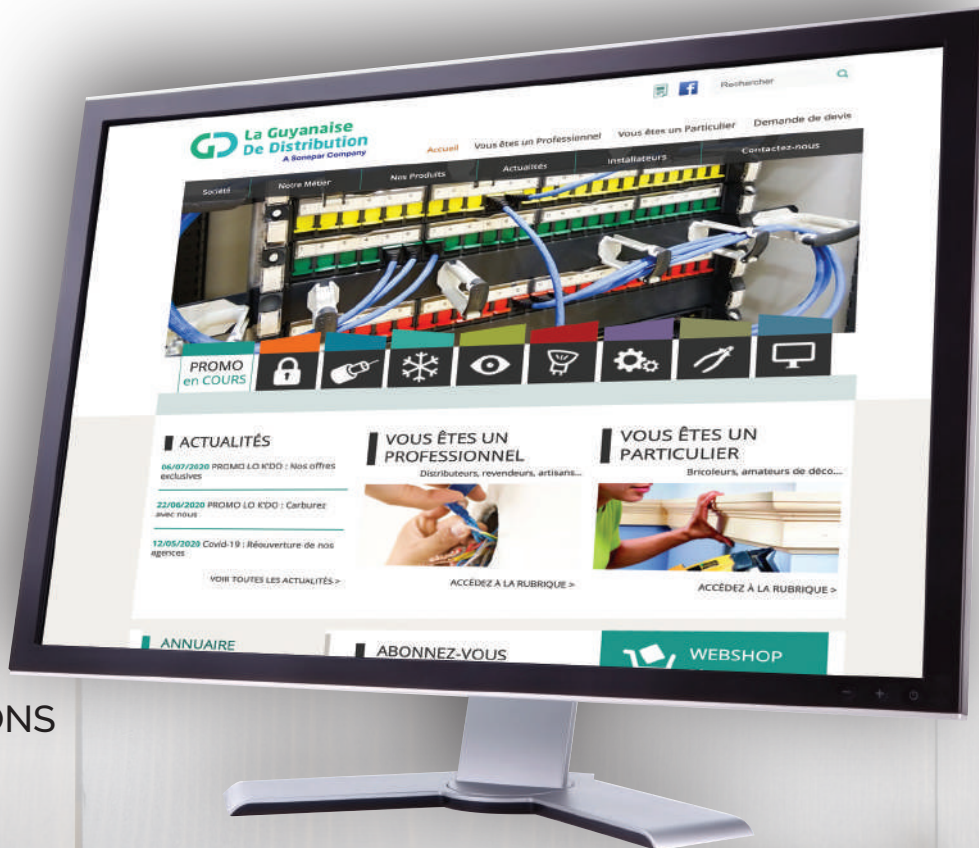 Rechercher
La Guyanaise
De Distribution
A Sonepar Company
Accueil Vous êtes un Professionnel Vous êtes un Particulier Demande de devis
Société Notre Métier Nos Produits Actualités Installateurs Contactez-nous
PROMO
en COURS
ACTUALITÉS
06/07/2020 PROMO LO K'DO : Nos offres
exclusives
22/06/2020 PROMO LO K'DO : Carburez
avec nous
12/05/2020 Covid-19 : Réouverture de nos
agences
VOIR TOUTES LES ACTUALITÉS >
VOUS ÊTES UN
PROFESSIONNEL
Distributeurs, revendeurs, artisans...
ACCÉDEZ À LA RUBRIQUE >
VOUS ÊTES UN
PARTICULIER
Bricoleurs, amateurs de déco...
ACCÉDEZ À LA RUBRIQUE >
ANNUAIRE
ABONNEZ-VOUS
WEBSHOP